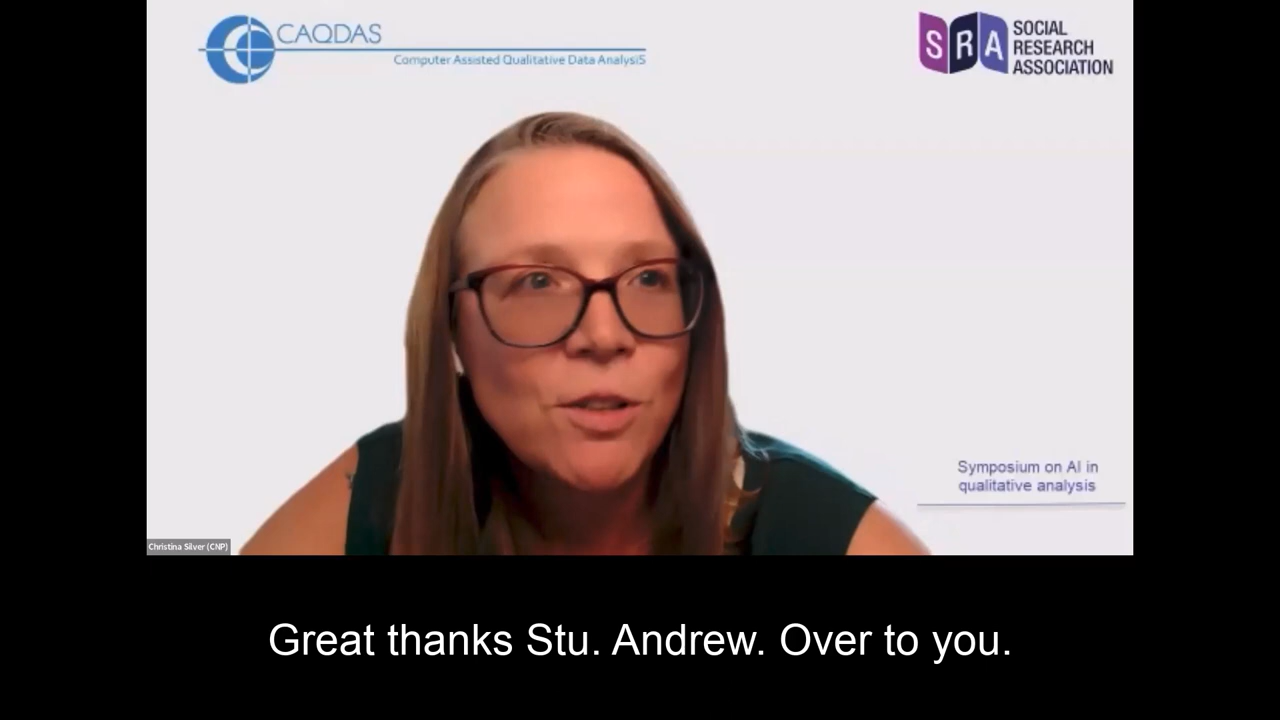 CAQDAS
Computer Assisted Qualitative Data AnalysiS
SRA
SOCIAL
RESEARCH
ASSOCIATION
Symposium on AI in
qualitative analysis
Christina Silver (CNP)
Great thanks Stu. Andrew. Over to you.